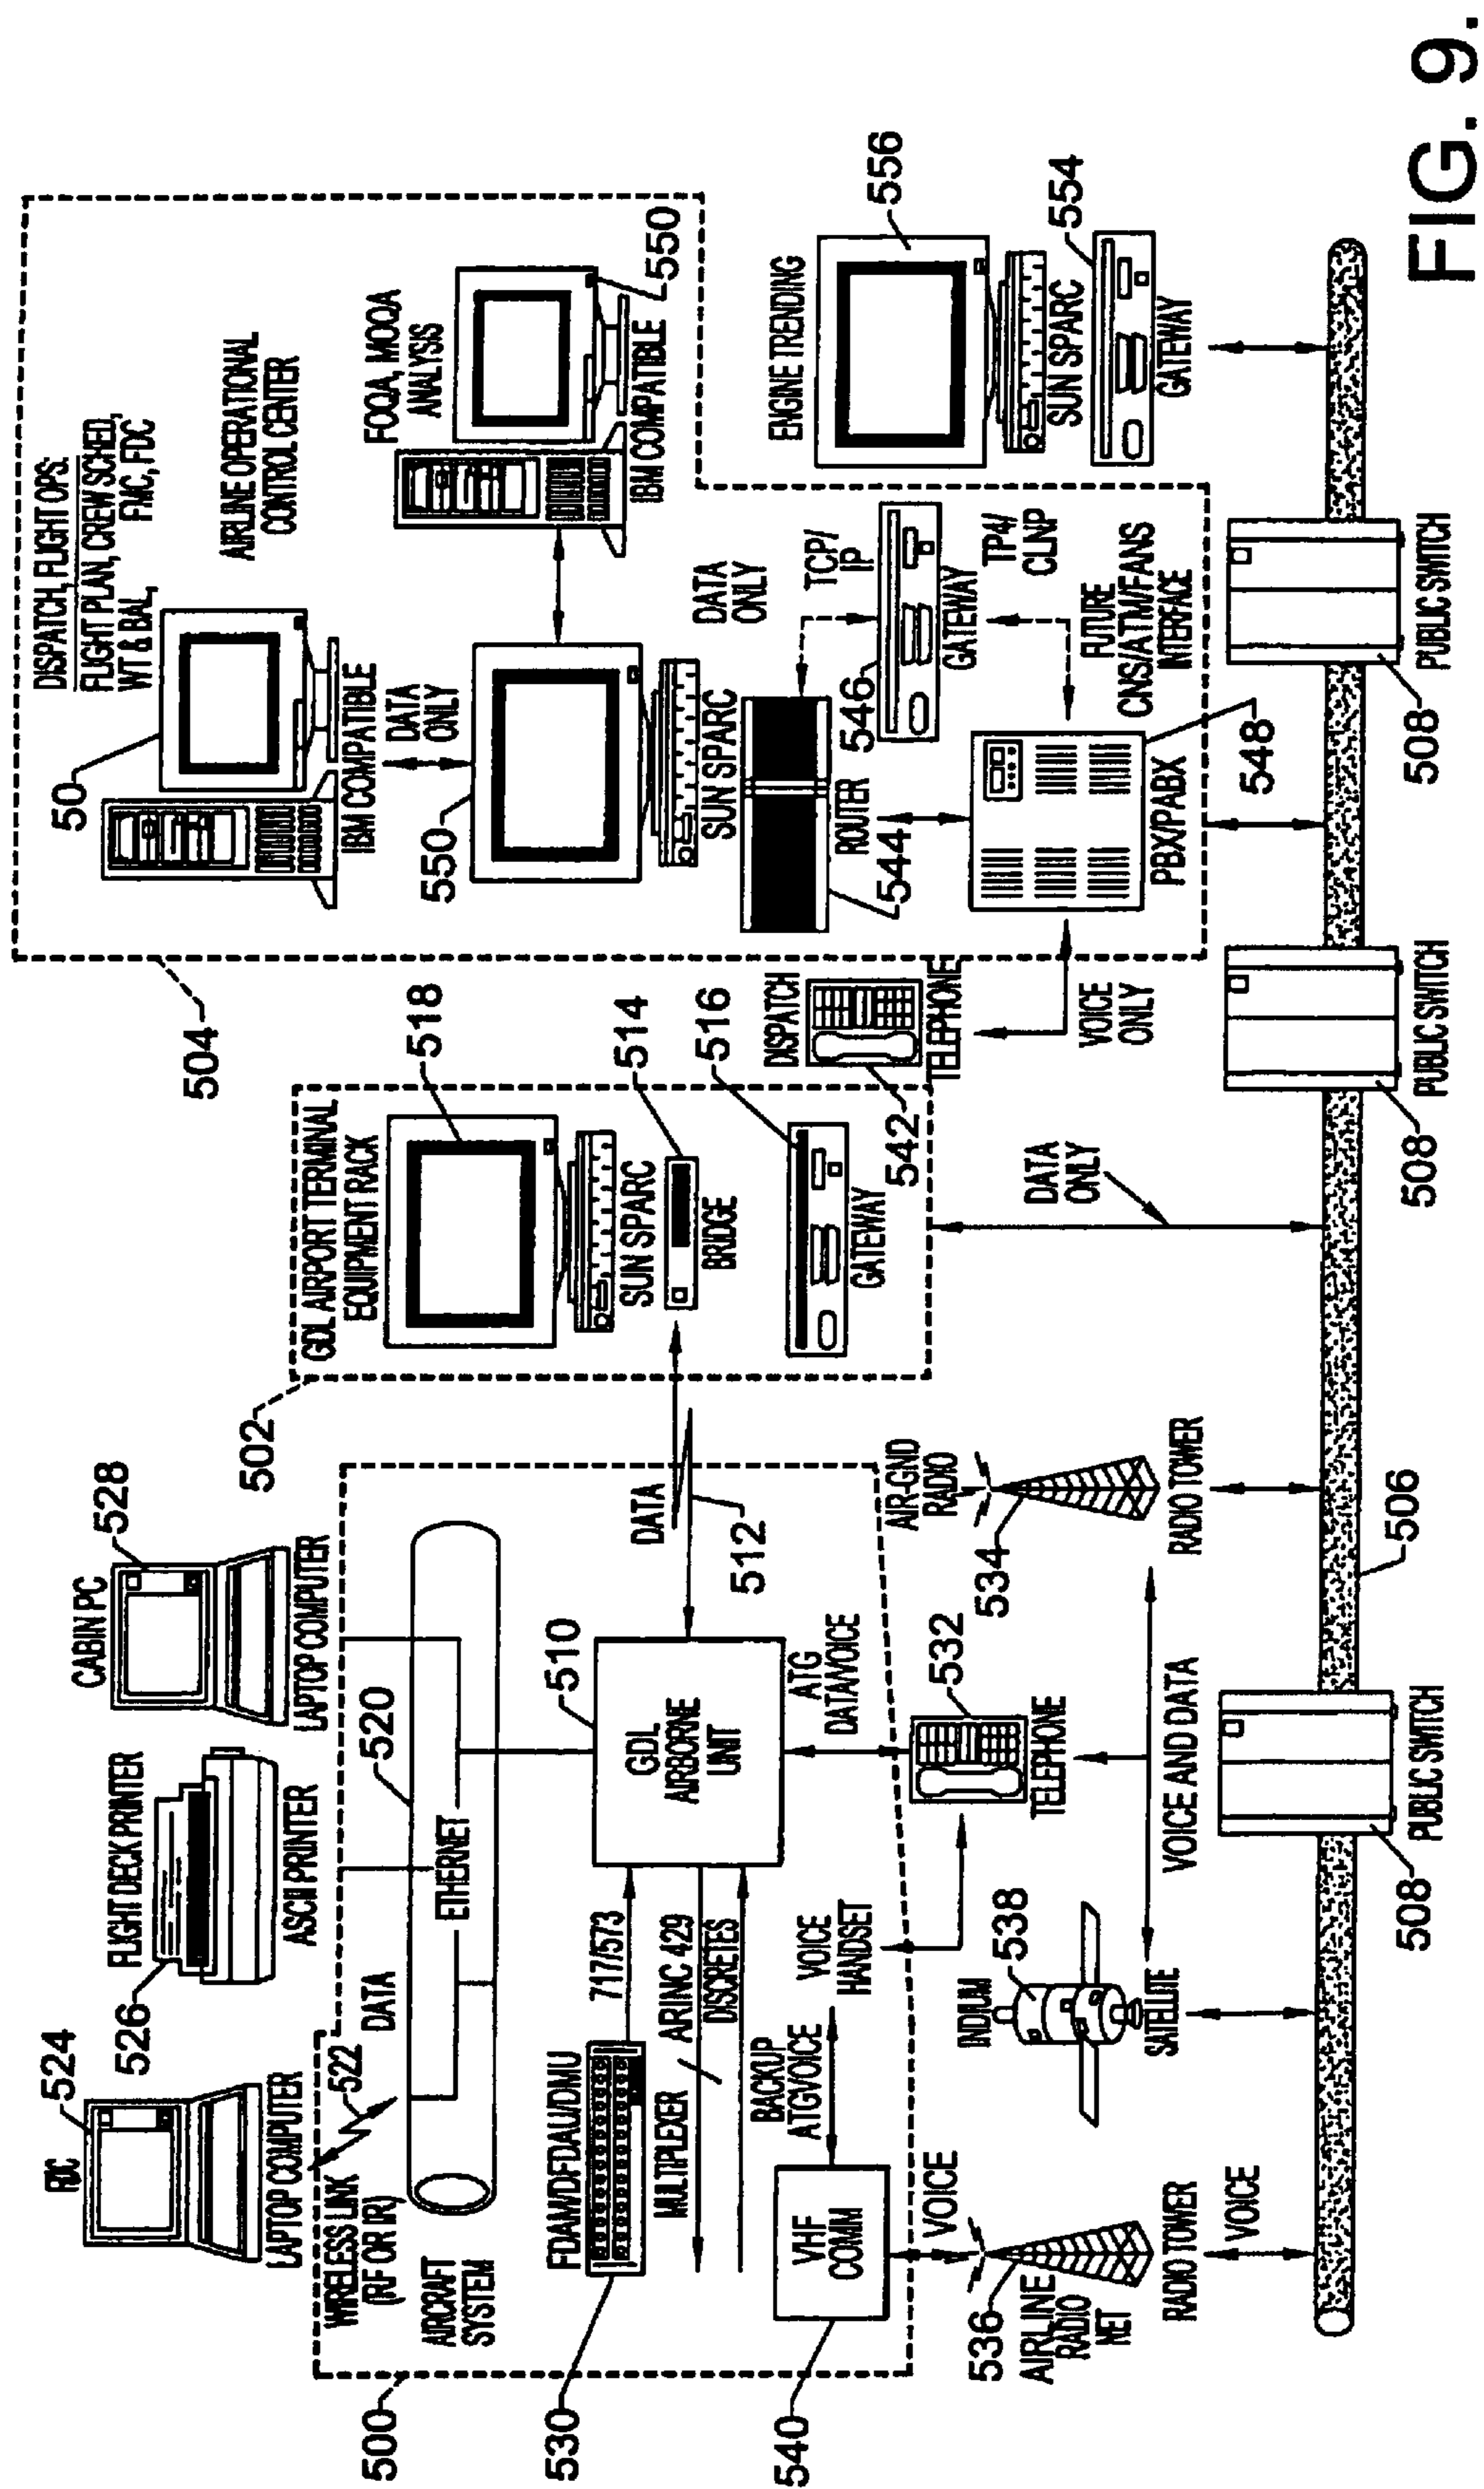 524
RDC
LAPTOP COMPUTER
FLIGHT DECK PRINTER
526
ASCII PRINTER
CABIN PC
528
LAPTOP COMPUTER
WIRELESS LINK
(RF OR IR)
522
DATA
520
ETHERNET
AIRCRAFT
SYSTEM
500
530
FDAM/DFDAU/DMU
717/573
MULTIPLEXER
ARINC 429
DISCRETES
GDL
AIRBORNE
UNIT
510
DATA
512
ATG
DATA/VOICE
540
VHF
COMM
BACKUP
ATGVOICE
VOICE
HANDSET
VOICE
536
AIRLINE
RADIO
NET
RADIO TOWER
VOICE
INDIUM
538
SATELLITE
532
TELEPHONE
VOICE AND DATA
AIR-GND
RADIO
534
RADIO TOWER
502
GDL AIRPORT TERMINAL
EQUIPMENT RACK
518
SUN SPARC
514
BRIDGE
516
GATEWAY
DATA
ONLY
504
DISPATCH, FLIGHT OPS:
FLIGHT PLAN, CREW SCHED,
WT & BAL, FMC, FDC
50
IBM COMPATIBLE
AIRLINE OPERATIONAL
CONTROL CENTER
DATA
ONLY
FOQA, MOQA
ANALYSIS
550
IBM COMPATIBLE
550
SUN SPARC
DATA
ONLY
ROUTER
544
TCP/
IP
546
GATEWAY
TP4/
CLNP
FUTURE
CNS/ATM/FANS
INTERFACE
PBX/PABX
548
DISPATCH
542
TELEPHONE
VOICE
ONLY
ENGINE TRENDING
556
SUN SPARC
554
GATEWAY
508
PUBLIC SWITCH
506
508
PUBLIC SWITCH
508
PUBLIC SWITCH
FIG. 9.